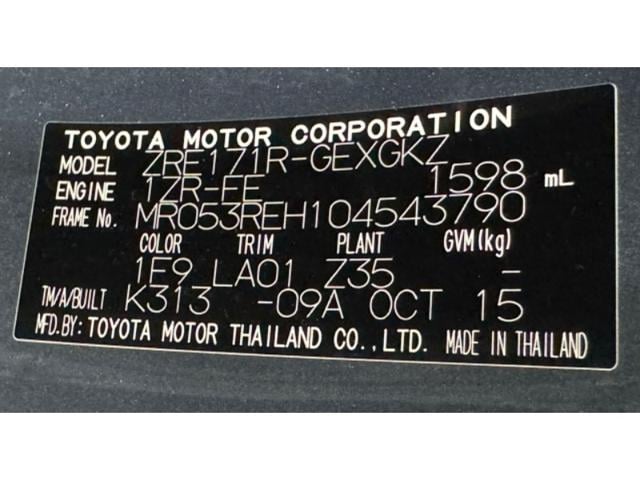 TOYOTA MOTOR CORPORATION
MODEL ZRE171R-GEXGKZ
ENGINE 1ZR-FE 1598 mL
FRAME No. MR053REH104543790
COLOR TRIM PLANT GVM(kg)
1F9 LA01 Z35 -
TM/A/BUILT K313 -09A OCT 15
MFD.BY: TOYOTA MOTOR THAILAND CO.,LTD. MADE IN THAILAND